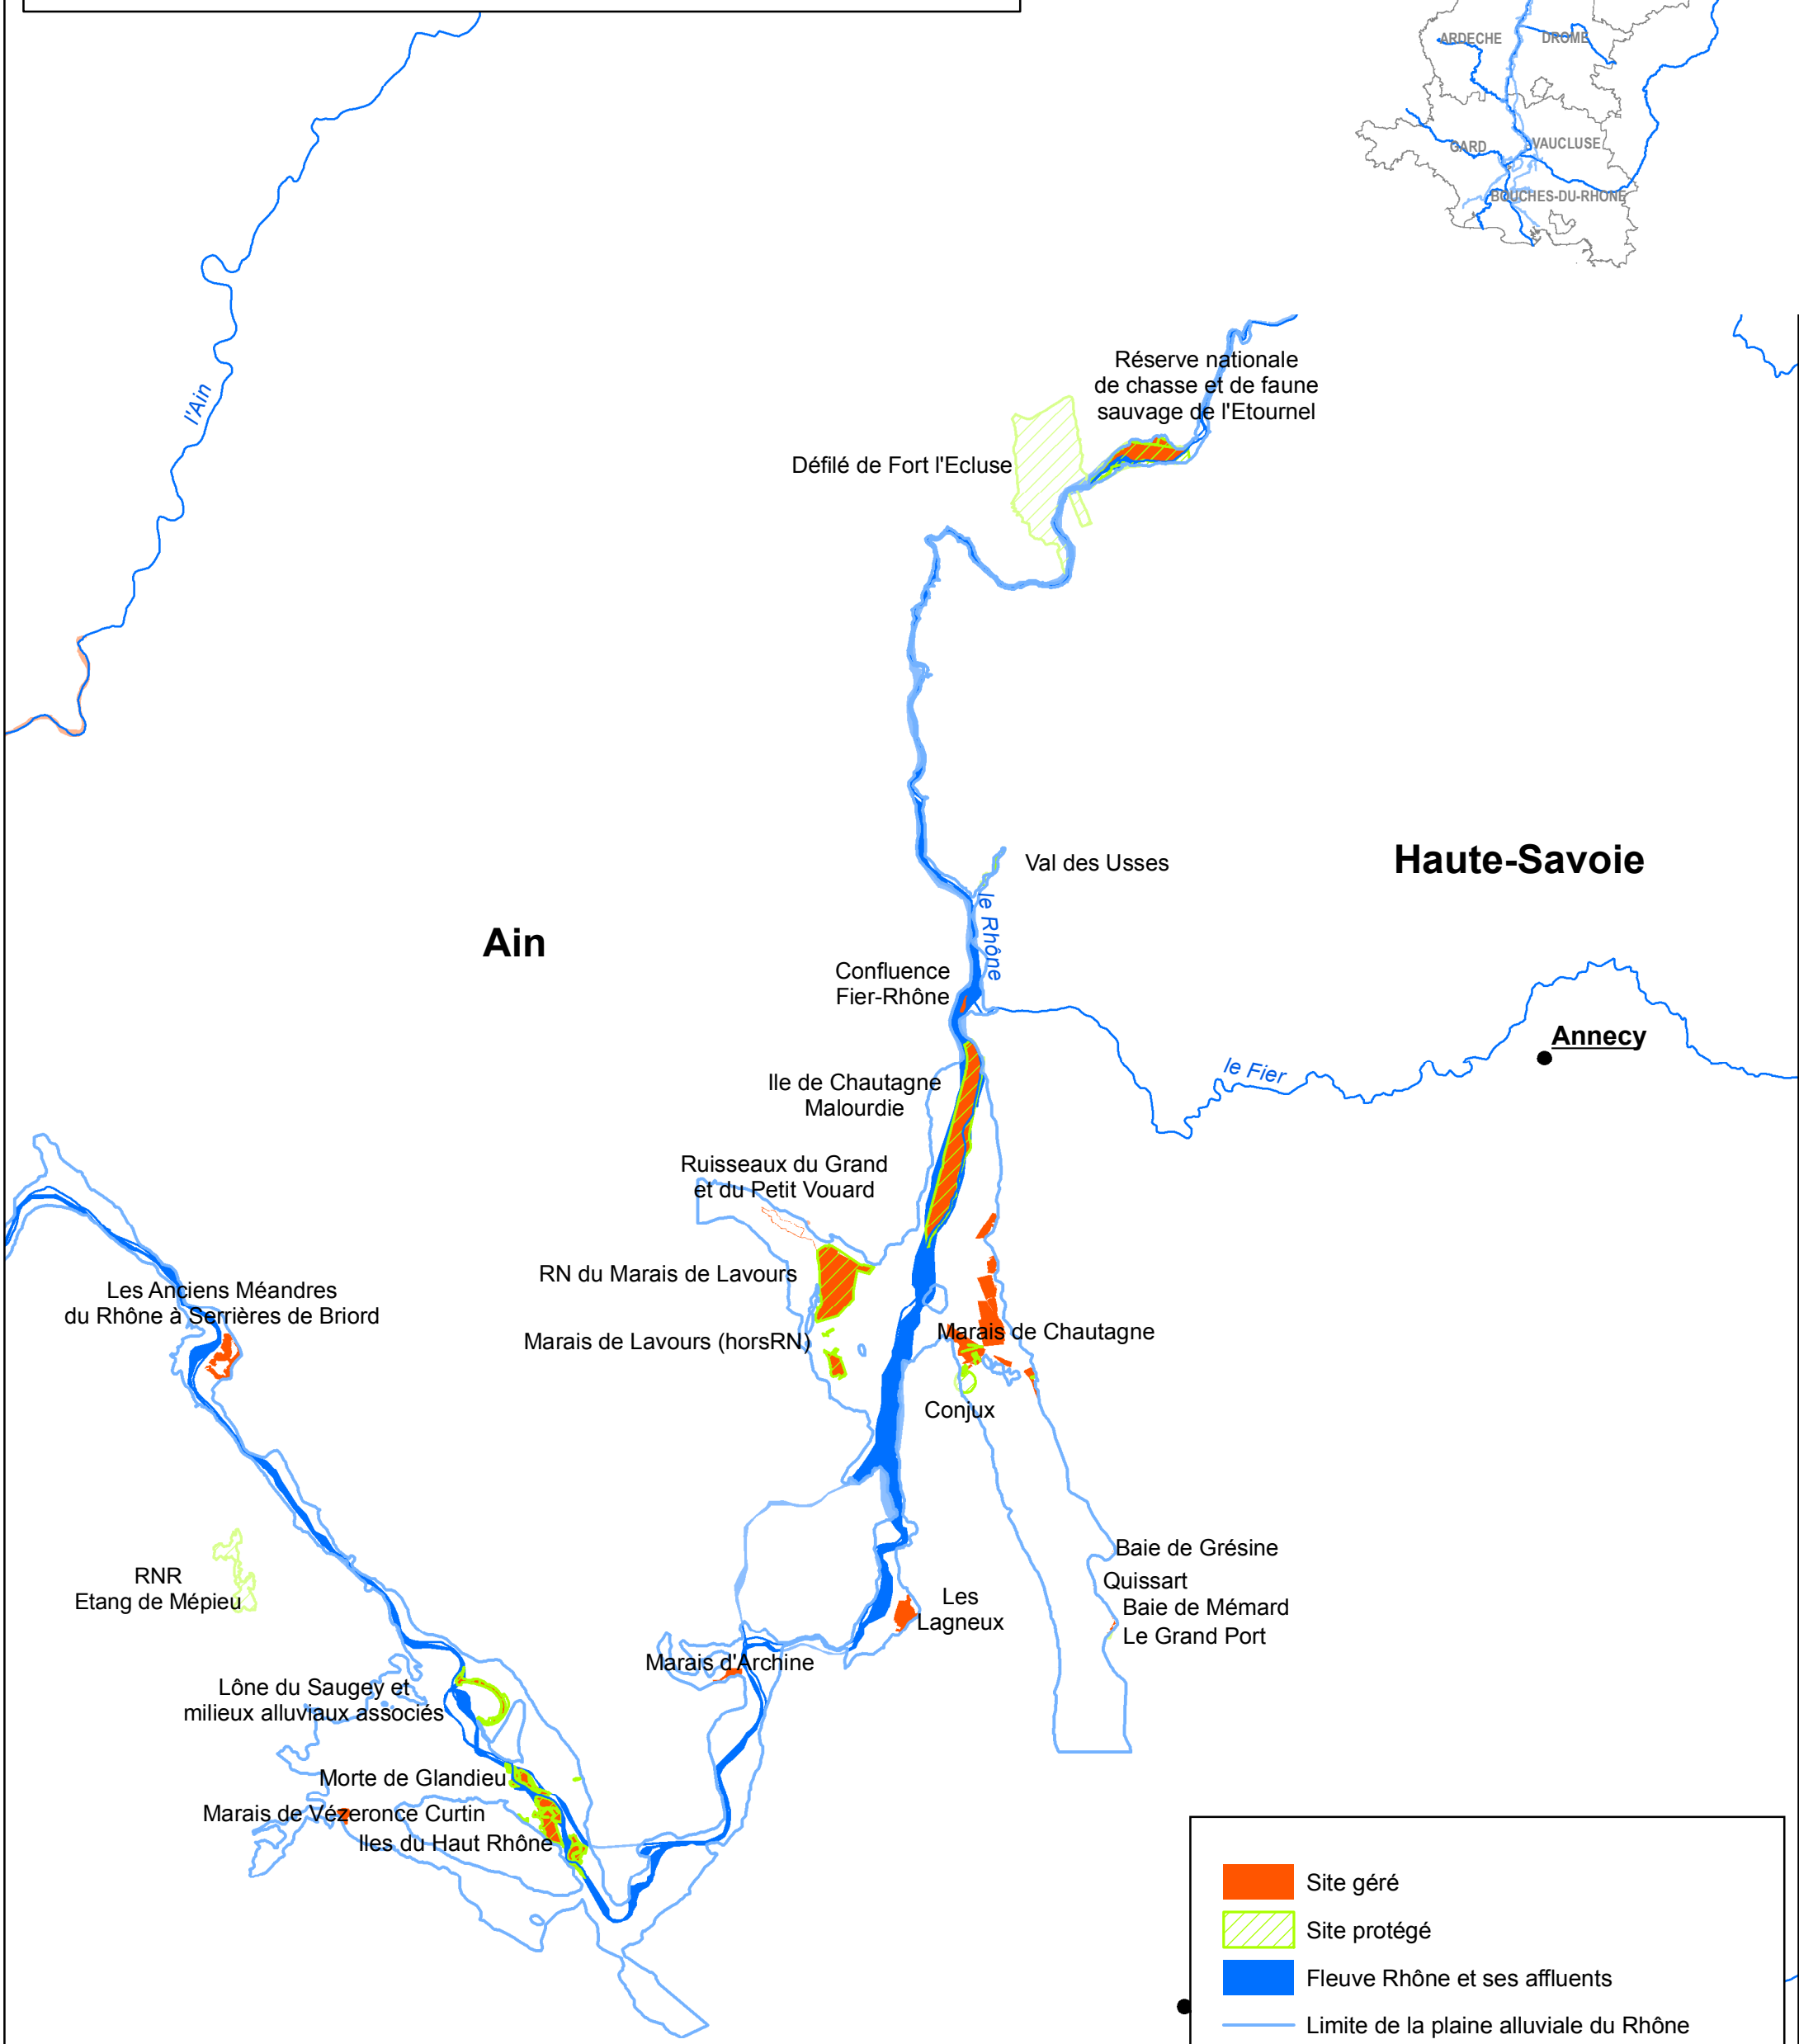 ARDECHE
DROME
GARD
VAUCLUSE
BOUCHES-DU-RHONE
l'Ain
Réserve nationale
de chasse et de faune
sauvage de l'Etournel
Défilé de Fort l'Ecluse
Val des Usses
Haute-Savoie
le Rhône
Ain
Confluence
Fier-Rhône
Annecy
le Fier
Ile de Chautagne
Malourdie
Ruisseaux du Grand
et du Petit Vouard
RN du Marais de Lavours
Les Anciens Méandres
du Rhône à Serrières de Briord
Marais de Lavours (horsRN)
Marais de Chautagne
Conjux
Baie de Grésine
RNR
Etang de Mépieu
Quissart
Les
Lagneux
Baie de Mémard
Le Grand Port
Marais d'Archine
Lône du Saugey et
milieux alluviaux associés
Morte de Glandieu
Marais de Vézeronce Curtin
Iles du Haut Rhône
Site géré
Site protégé
Fleuve Rhône et ses affluents
Limite de la plaine alluviale du Rhône